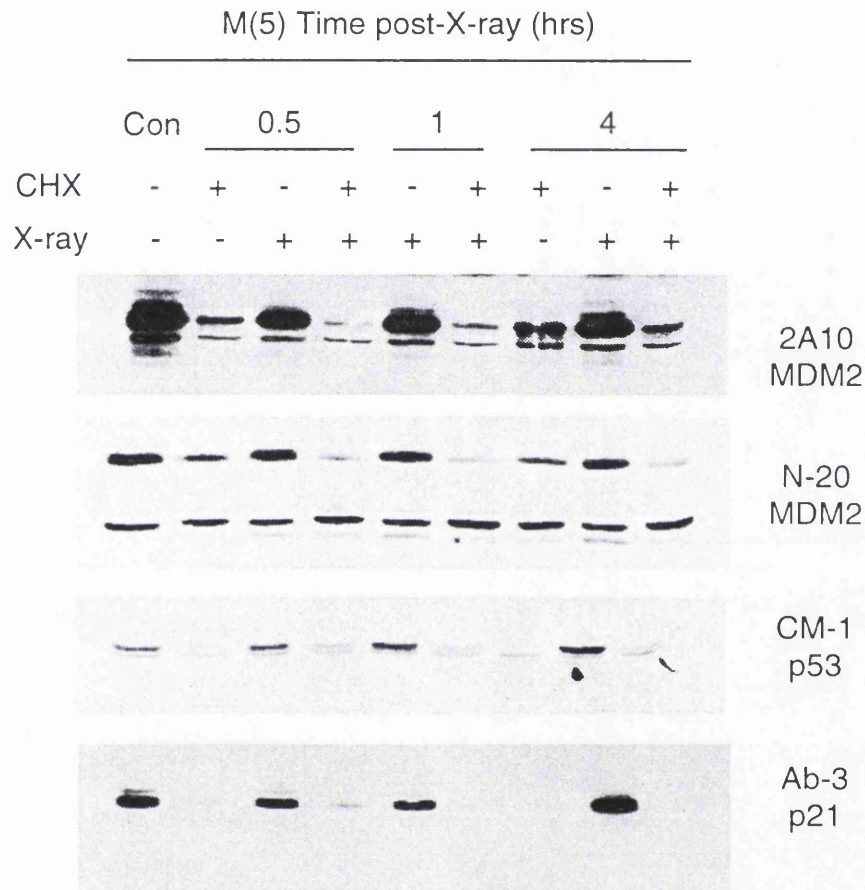 M(5) Time post-X-ray (hrs)
Con 0.5 1 4
CHX - + - + - + + - +
X-ray - - + + + + - + +
2A10
MDM2
N-20
MDM2
CM-1
p53
Ab-3
p21